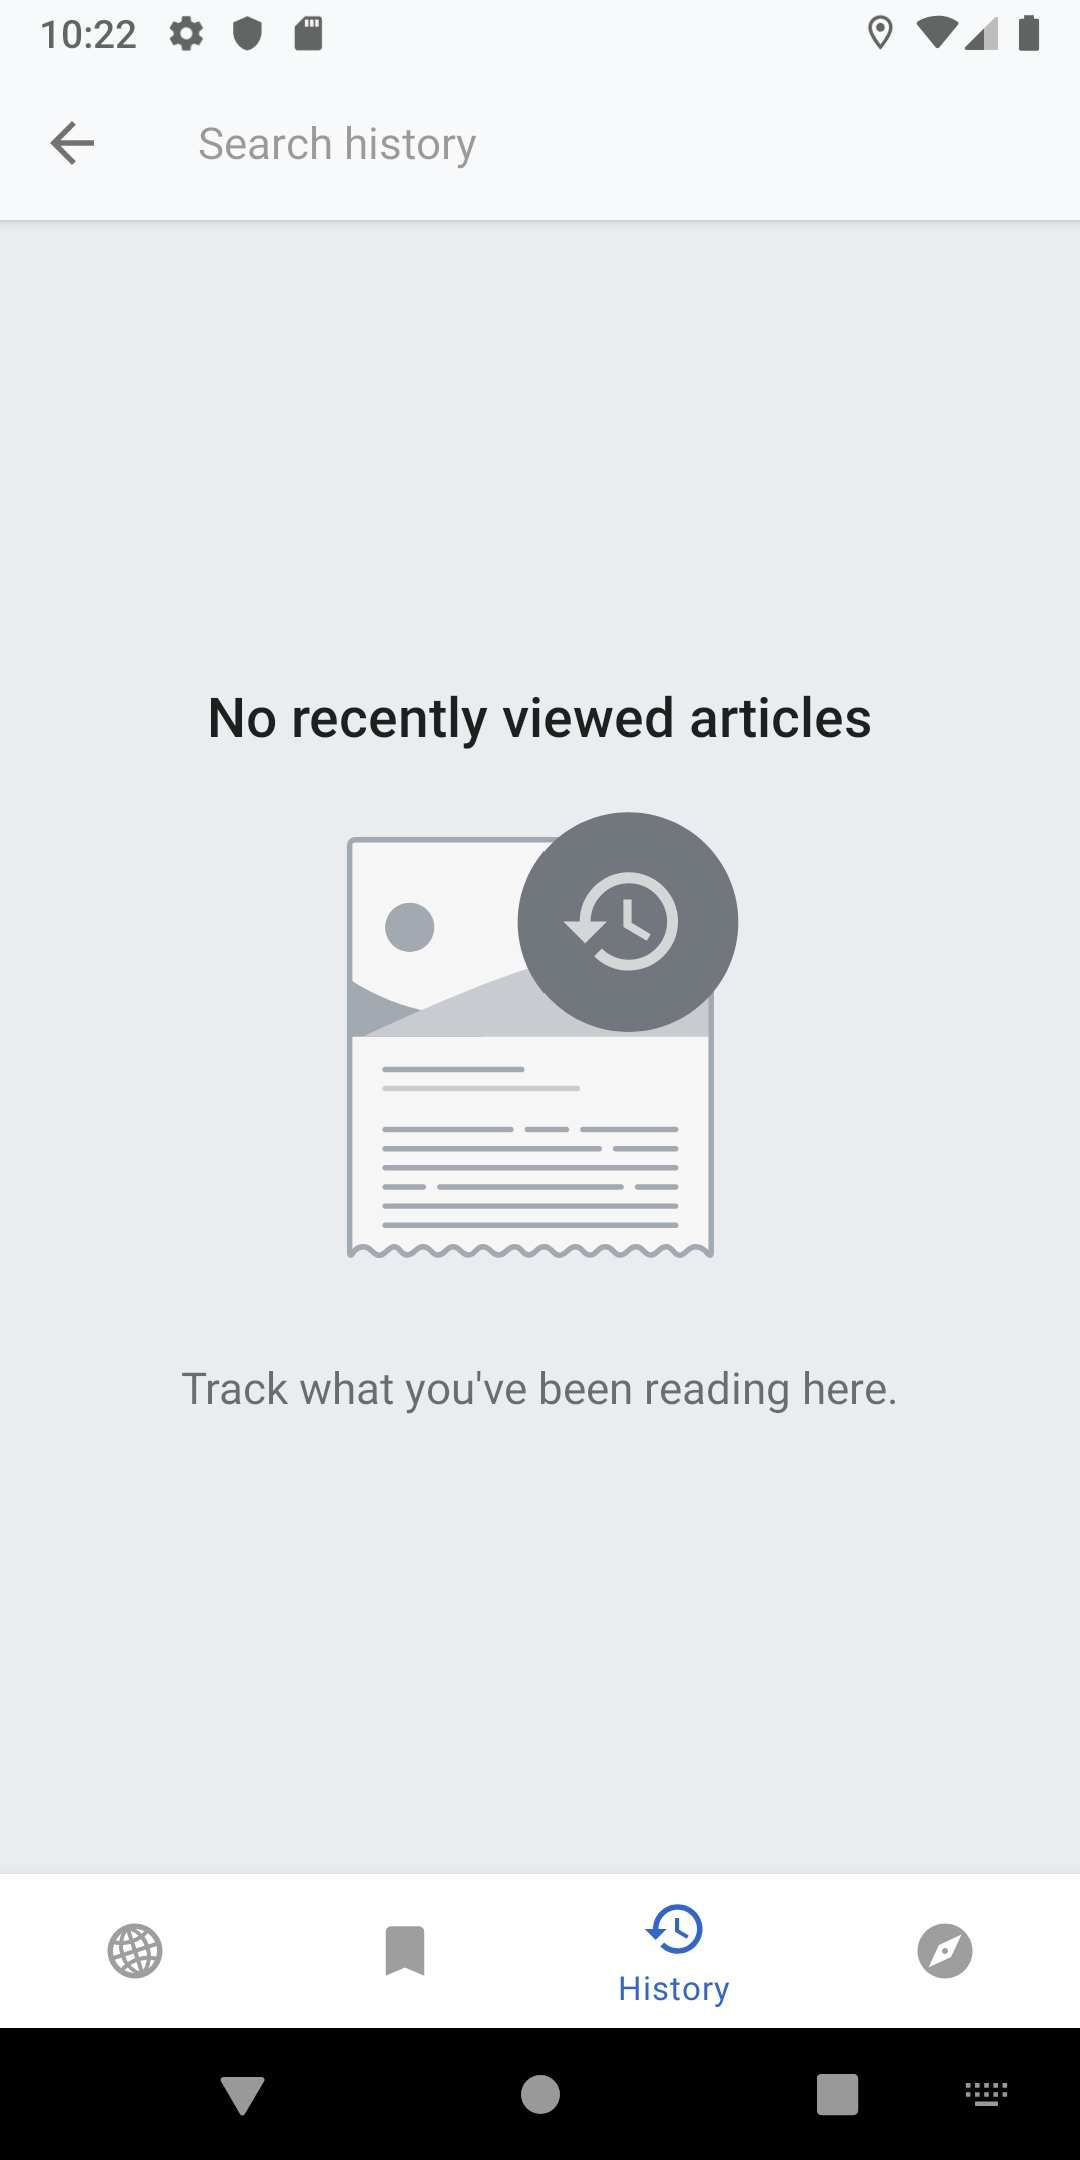 10:22
Search history
No recently viewed articles
Track what you've been reading here.
History